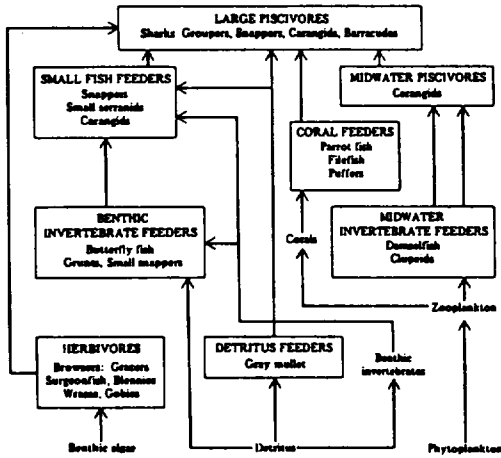 LARGE PISCIVORES
Sharks Groupers, Snappers, Carangids, Barracudas
SMALL FISH FEEDERS
Snappers
Small serranids
Carangids
MIDWATER PISCIVORES
Carangids
CORAL FEEDERS
Parrot fish
Filefish
Puffers
BENTHIC
INVERTEBRATE FEEDERS
Butterfly fish
Grunts, Small snappers
Corals
MIDWATER
INVERTEBRATE FEEDERS
Damselfish
Clupoids
Zooplankton
HERBIVORES
Browsers: Grazers
Surgeonfish, Blennies
Wrasses, Gobies
DETRITUS FEEDERS
Grey mullet
Benthic
invertebrates
Benthic algae
Detritus
Phytoplankton